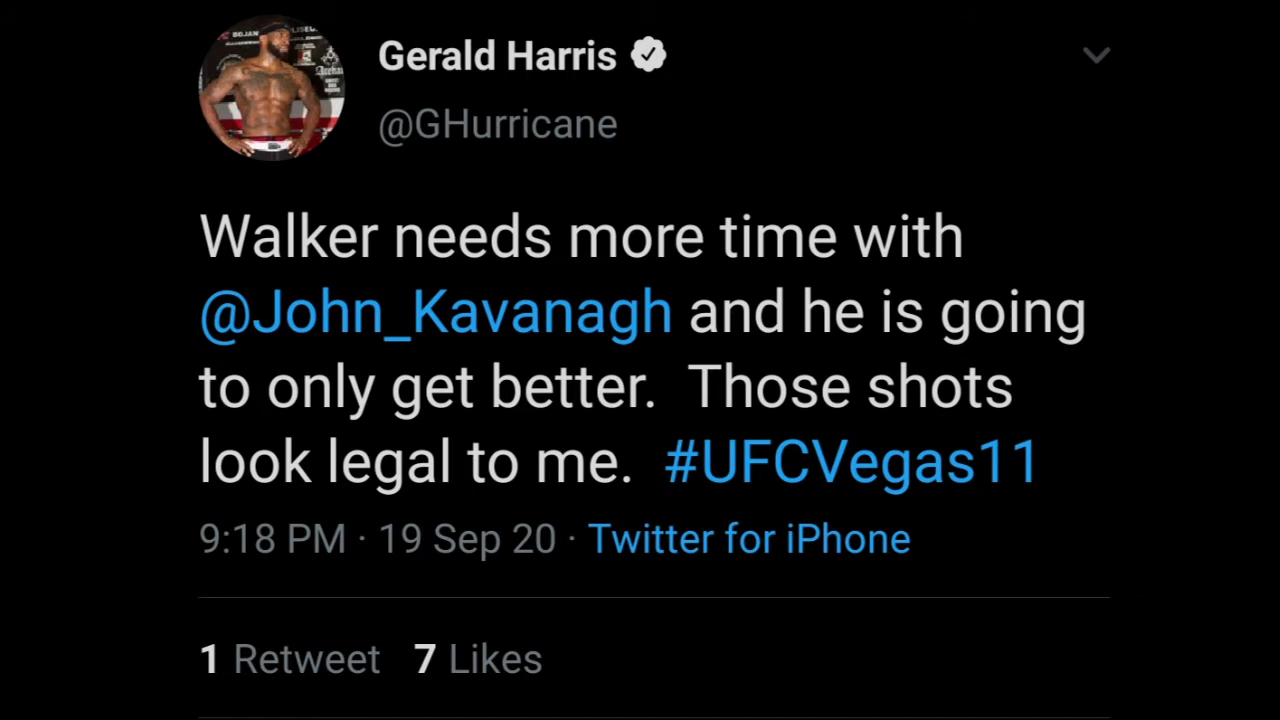 Gerald Harris
@GHurricane
Walker needs more time with
@John_Kavanagh and he is going
to only get better.  Those shots
look legal to me.  #UFCVegas11
9:18 PM · 19 Sep 20 · Twitter for iPhone
1 Retweet 7 Likes